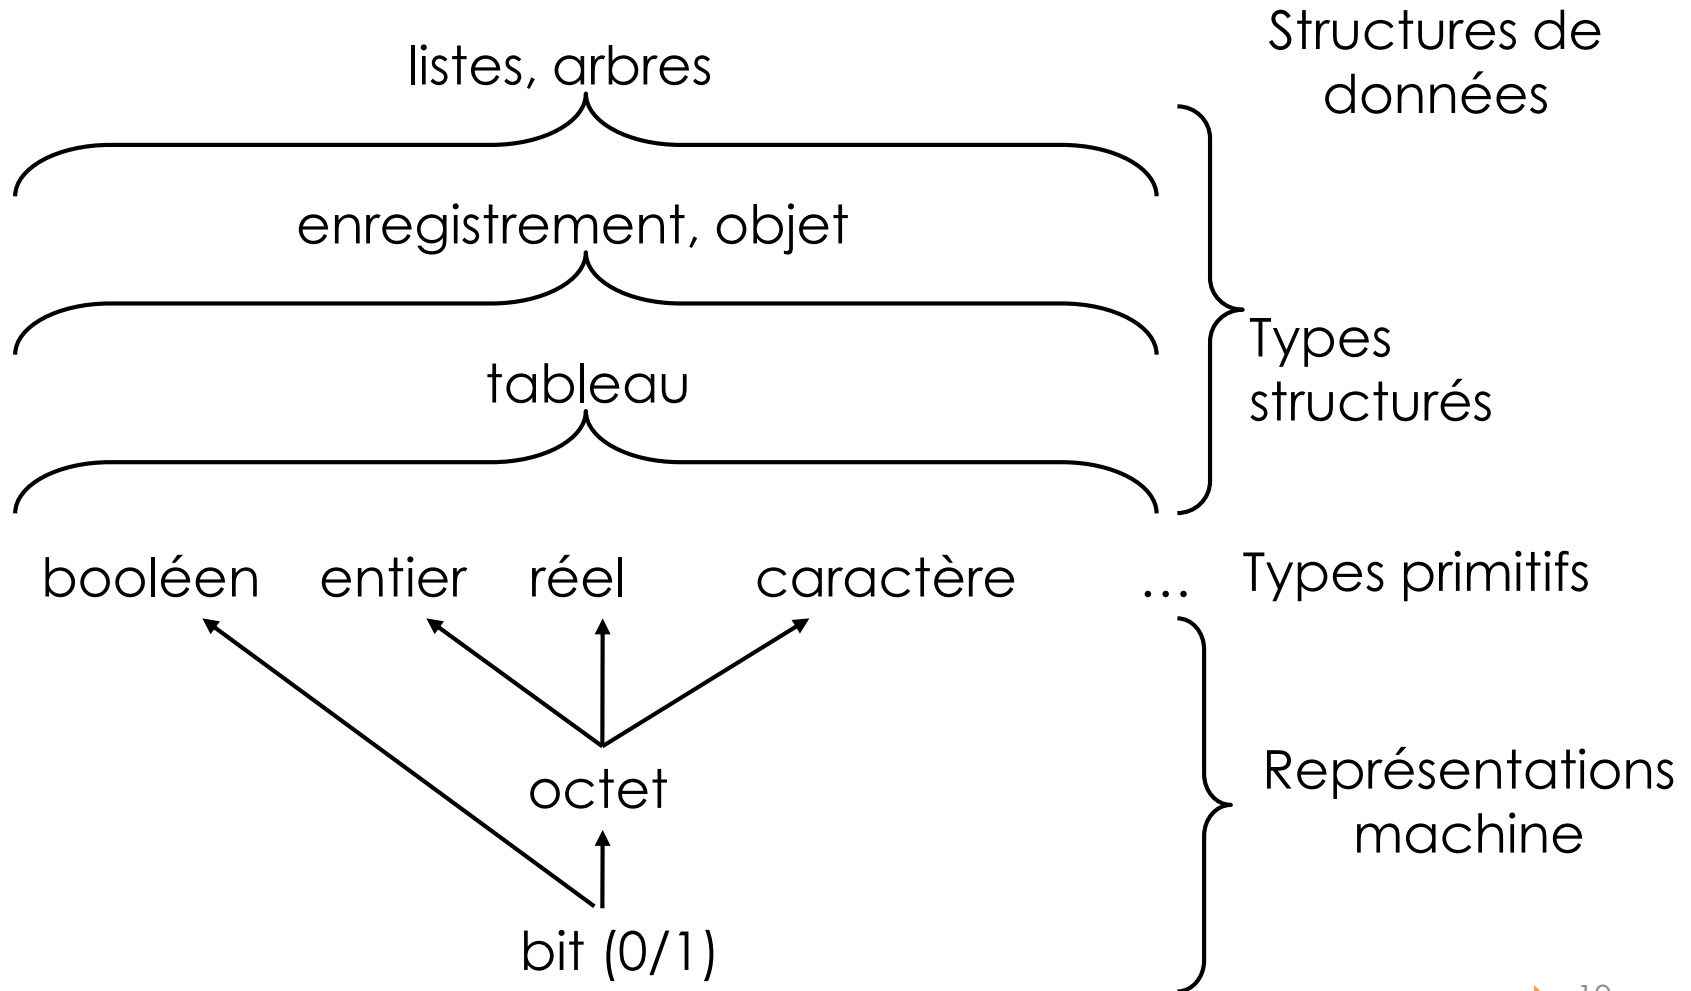 Structures de
données
listes, arbres
enregistrement, objet
Types
structurés
tableau
booléen entier réel caractère ... Types primitifs
octet
Représentations
machine
bit (0/1)